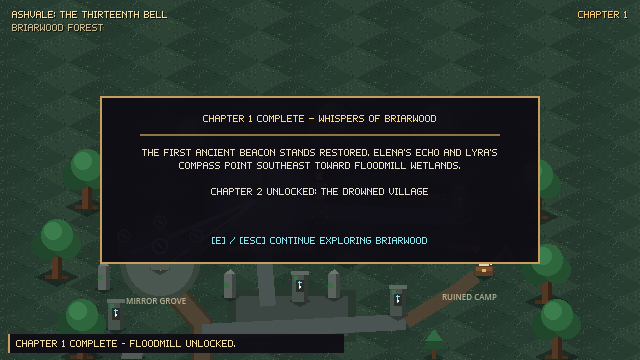 ASHVALE: THE THIRTEENTH BELL
BRIARWOOD FOREST
CHAPTER 1
CHAPTER 1 COMPLETE - WHISPERS OF BRIARWOOD
THE FIRST ANCIENT BEACON STANDS RESTORED. ELENA'S ECHO AND LYRA'S
COMPASS POINT SOUTHEAST TOWARD FLOODMILL WETLANDS.
CHAPTER 2 UNLOCKED: THE DROWNED VILLAGE
[E] / [ESC] CONTINUE EXPLORING BRIARWOOD
MIRROR GROVE
RUINED CAMP
CHAPTER 1 COMPLETE - FLOODMILL UNLOCKED.